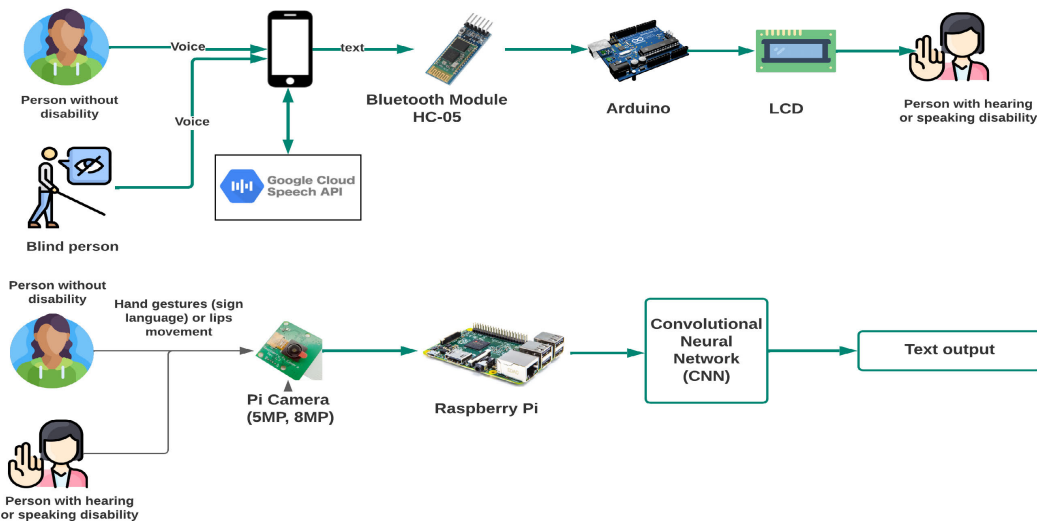 Voice
text
Person without
disability
Bluetooth Module
HC-05
Arduino
LCD
Person with hearing
or speaking disability
Voice
Google Cloud
Speech API
Blind person
Person without
disability
Hand gestures (sign
language) or lips
movement
Pi Camera
(5MP, 8MP)
Raspberry Pi
Convolutional
Neural
Network
(CNN)
Text output
Person with hearing
or speaking disability